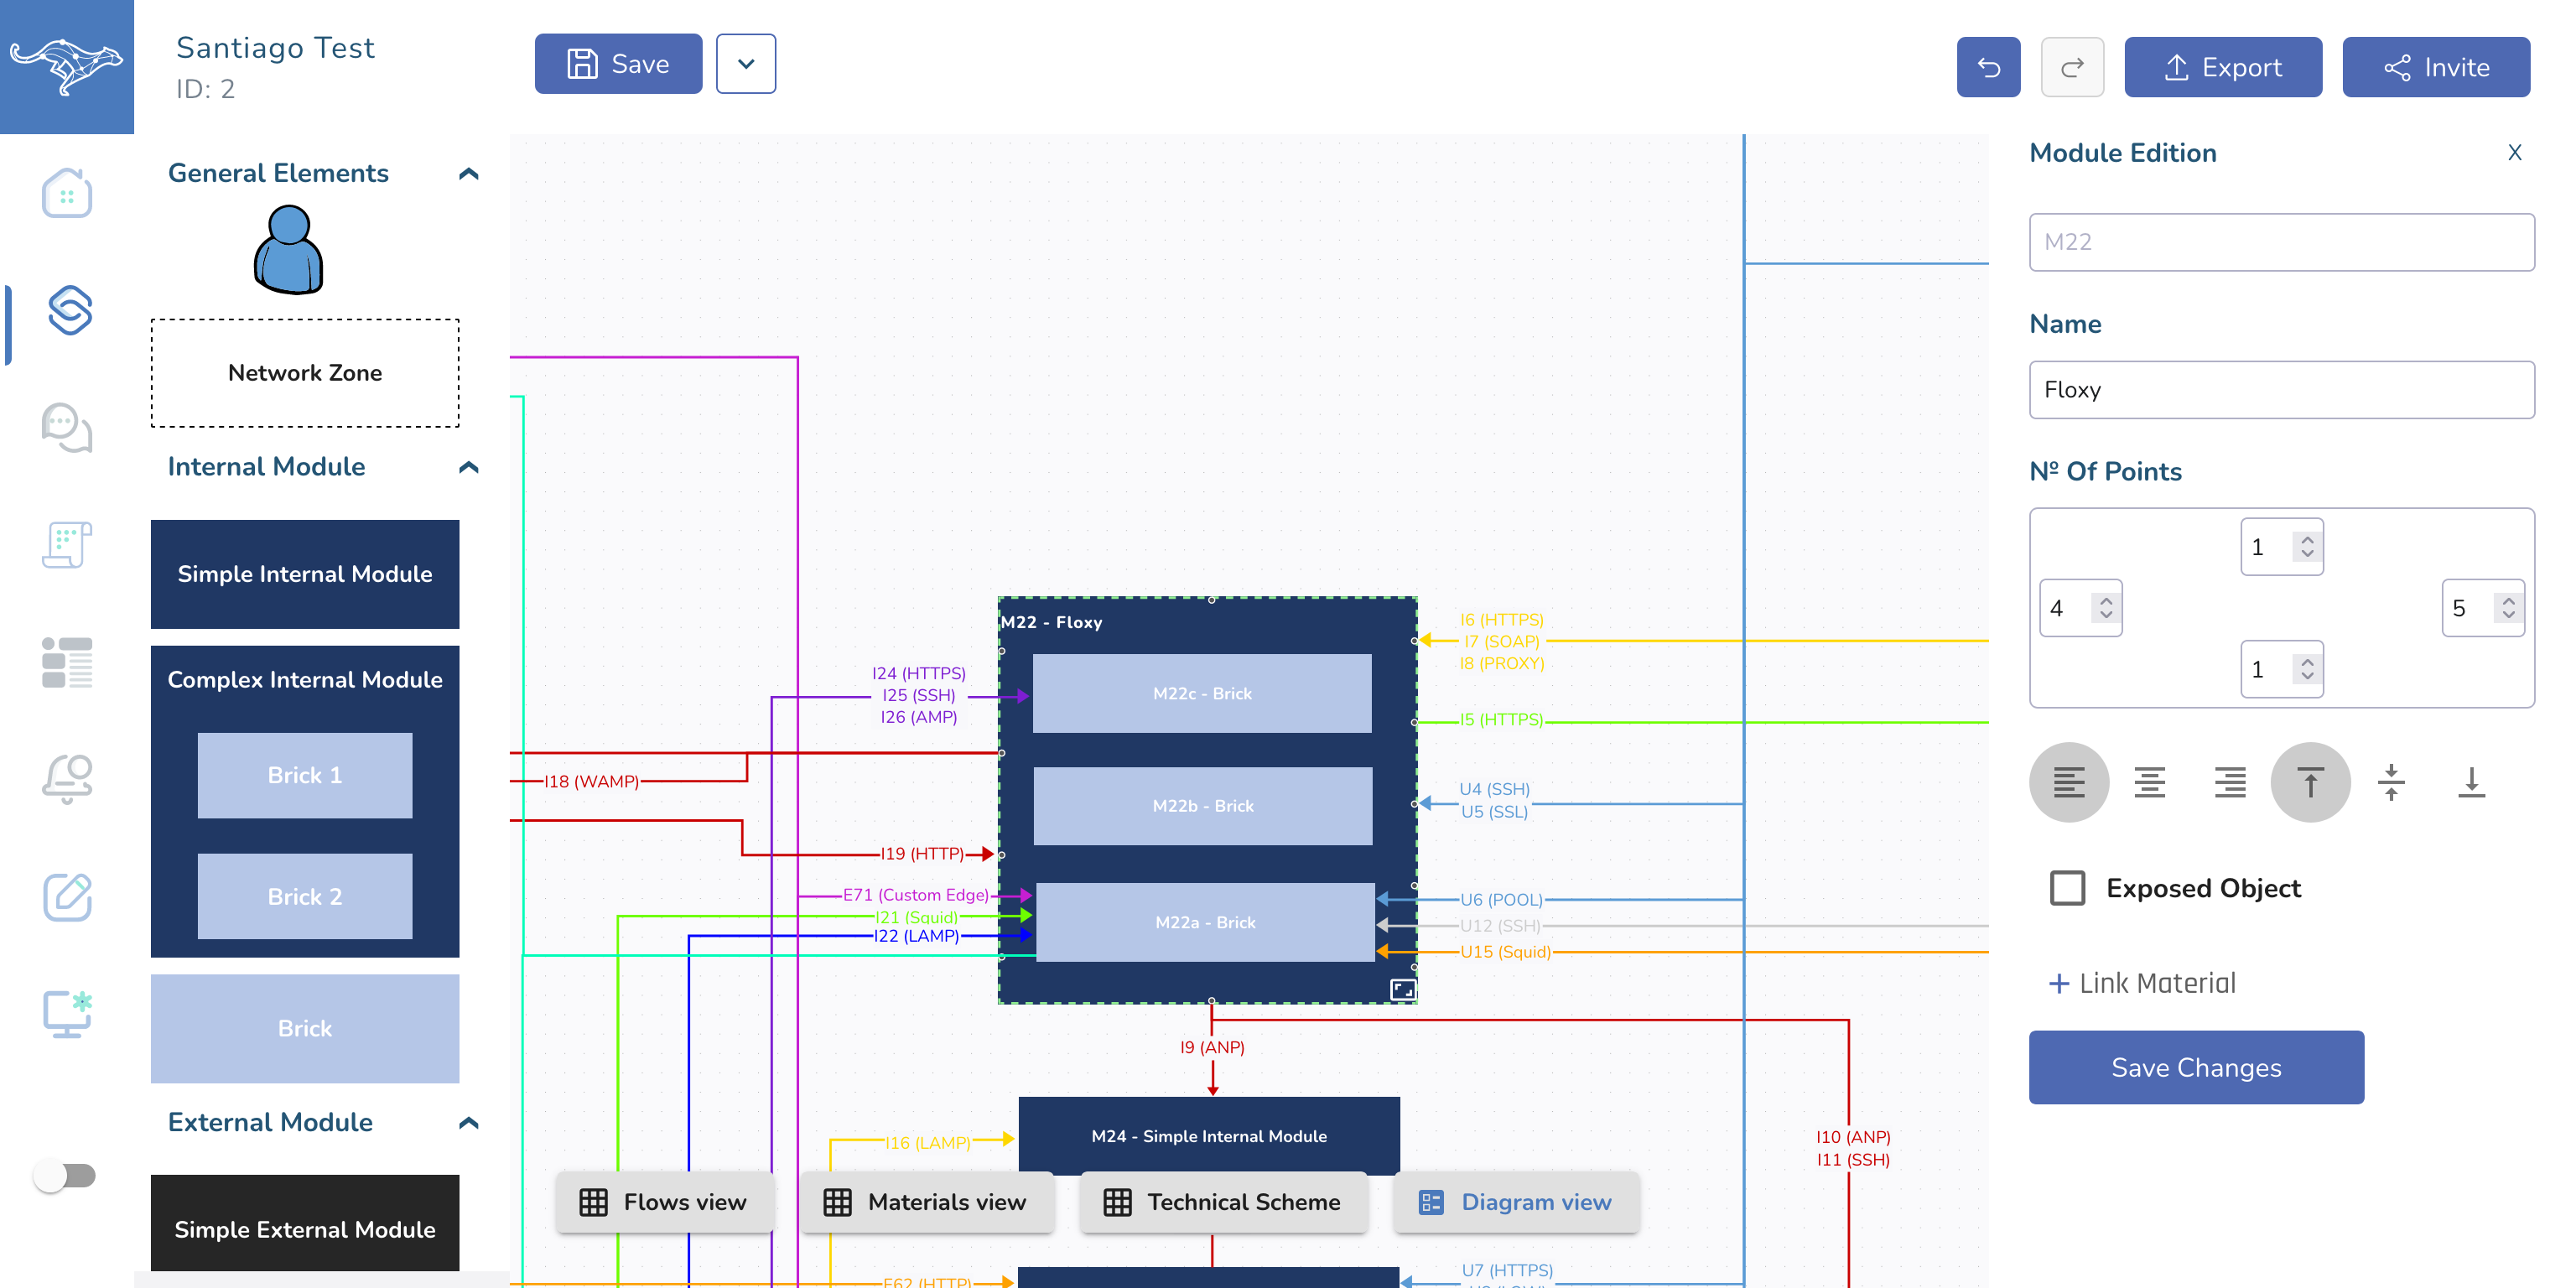 Santiago Test
ID: 2
Save
Export
Invite
General Elements
Network Zone
Internal Module
Simple Internal Module
Complex Internal Module
Brick 1
Brick 2
Brick
External Module
Simple External Module
I24 (HTTPS)
I25 (SSH)
I26 (AMP)
I18 (WAMP)
I19 (HTTP)
E71 (Custom Edge)
I21 (Squid)
I22 (LAMP)
M22 - Floxy
M22c - Brick
M22b - Brick
M22a - Brick
I6 (HTTPS)
I7 (SOAP)
I8 (PROXY)
I5 (HTTPS)
U4 (SSH)
U5 (SSL)
U6 (POOL)
U12 (SSH)
U15 (Squid)
I9 (ANP)
M24 - Simple Internal Module
I16 (LAMP)
I10 (ANP)
I11 (SSH)
Flows view
Materials view
Technical Scheme
Diagram view
U7 (HTTPS)
Module Edition
X
M22
Name
Floxy
Nº Of Points
1
4
5
1
Exposed Object
+ Link Material
Save Changes